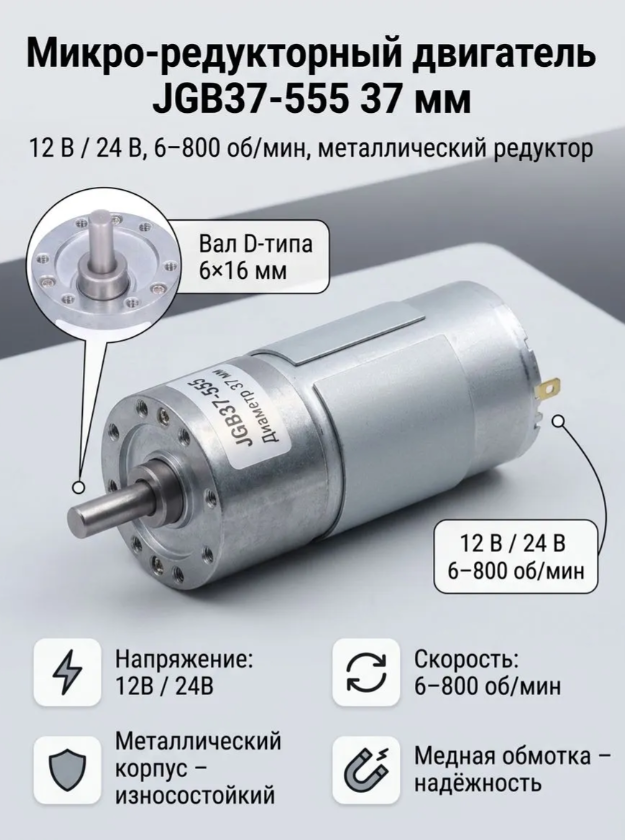 Микро-редукторный двигатель
JGB37-555 37 мм
12 В / 24 В, 6–800 об/мин, металлический редуктор
Вал D-типа
6×16 мм
JGB37-555
Диаметр 37 мм
12 В / 24 В
6–800 об/мин
Напряжение:
12В / 24В
Скорость:
6–800 об/мин
Металлический
корпус –
износостойкий
Медная обмотка –
надёжность